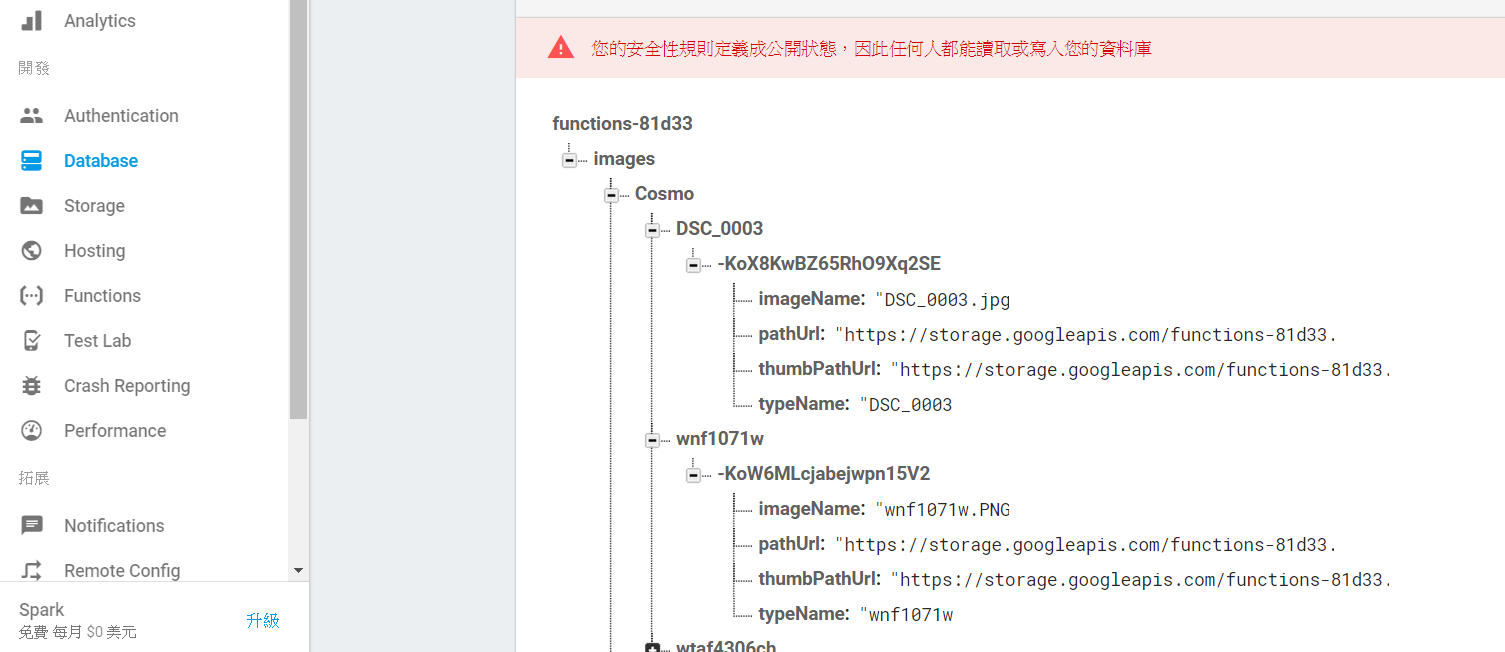 Analytics
開發
Authentication
Database
Storage
Hosting
Functions
Test Lab
Crash Reporting
Performance
拓展
Notifications
Remote Config
Spark
免費 每月 $0 美元
升級
您的安全性規則定義成公開狀態，因此任何人都能讀取或寫入您的資料庫
functions-81d33
images
Cosmo
DSC_0003
-KoX8KwBZ65RhO9Xq2SE
imageName: "DSC_0003.jpg
pathUrl: "https://storage.googleapis.com/functions-81d33.
thumbPathUrl: "https://storage.googleapis.com/functions-81d33.
typeName: "DSC_0003
wnf1071w
-KoW6MLcjabejwpn15V2
imageName: "wnf1071w.PNG
pathUrl: "https://storage.googleapis.com/functions-81d33.
thumbPathUrl: "https://storage.googleapis.com/functions-81d33.
typeName: "wnf1071w
wtaf4306ch